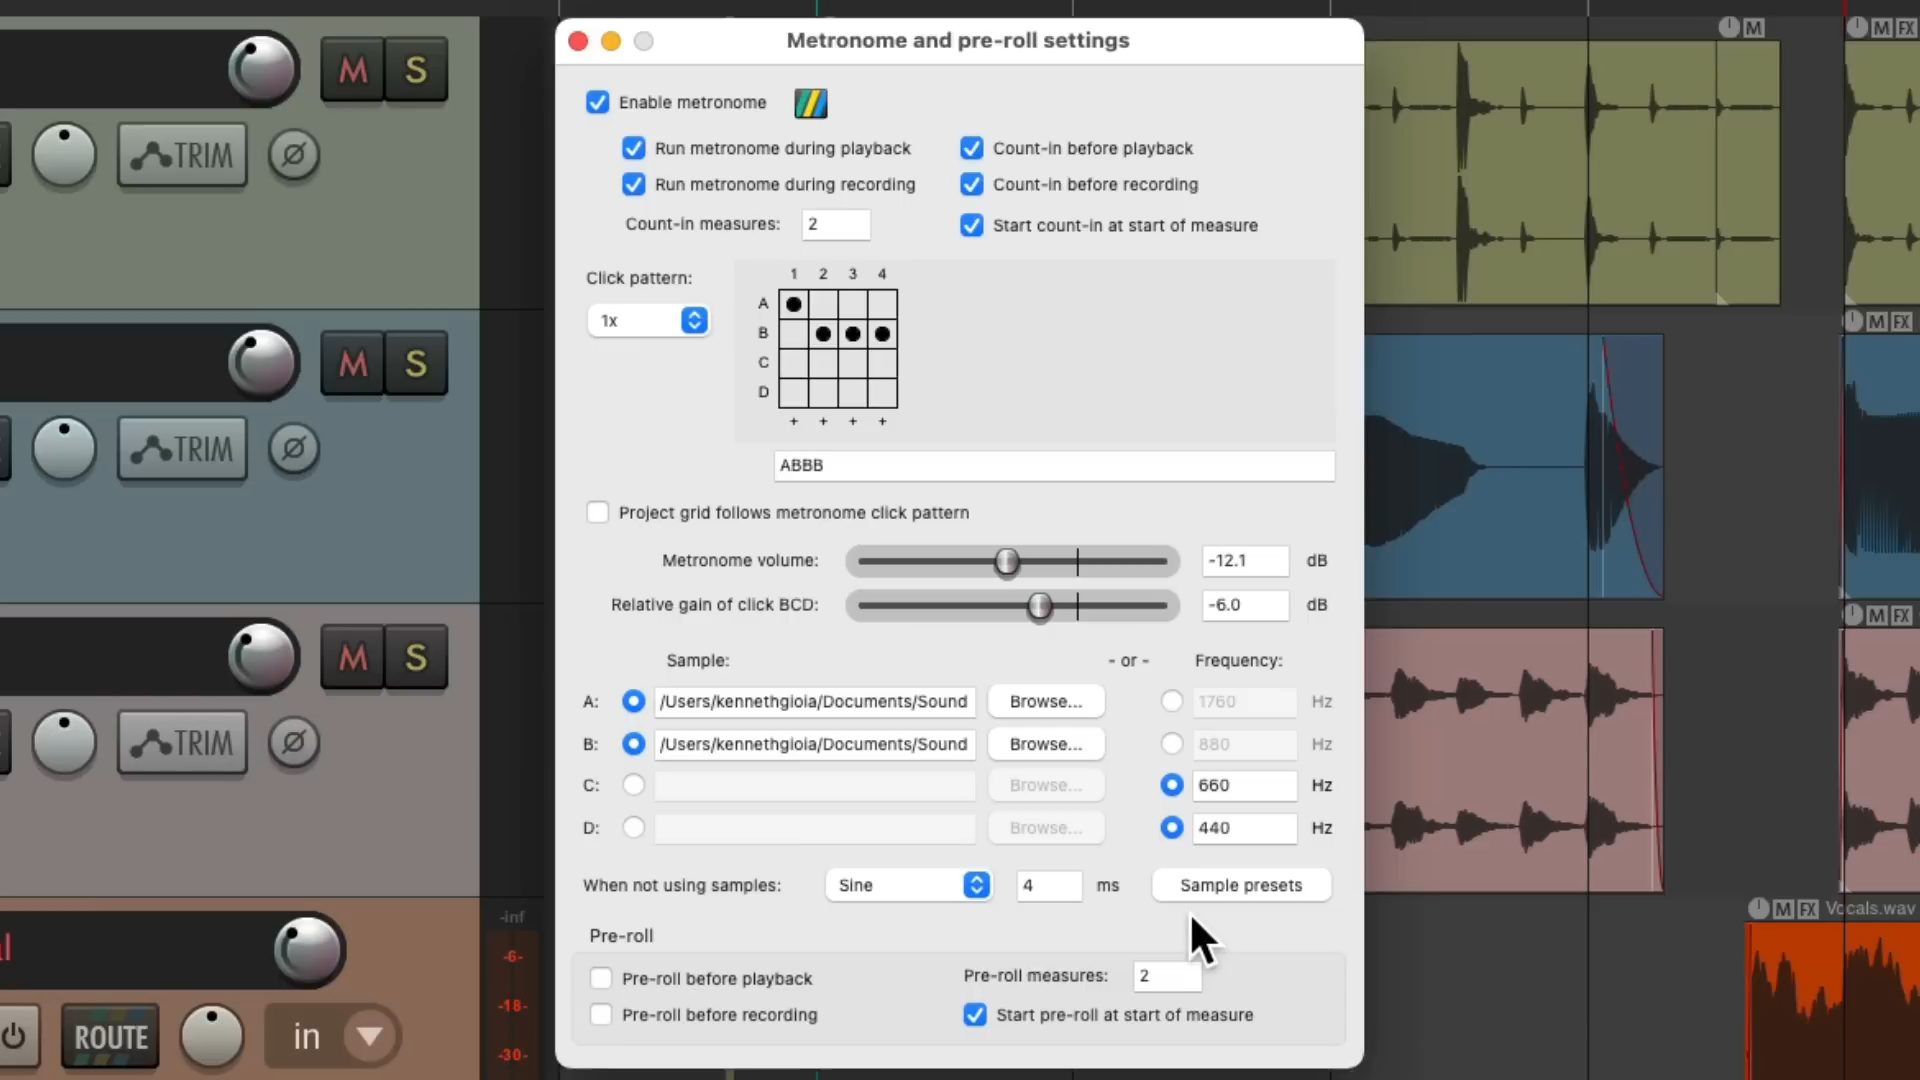 Metronome and pre-roll settings
M
M FX
M S
Enable metronome
TRIM Ø
Run metronome during playback
Count-in before playback
Run metronome during recording
Count-in before recording
Count-in measures: 2
Start count-in at start of measure
Click pattern:
1 2 3 4
1x
A
B
C
D
+ + + +
M FX
M S
TRIM Ø
ABBB
Project grid follows metronome click pattern
Metronome volume: -12.1 dB
Relative gain of click BCD: -6.0 dB
M FX
M S
Sample: - or - Frequency:
A: /Users/kennethgioia/Documents/Sound Browse... 1760 Hz
TRIM Ø
B: /Users/kennethgioia/Documents/Sound Browse... 880 Hz
C: Browse... 660 Hz
D: Browse... 440 Hz
When not using samples: Sine 4 ms Sample presets
M FX Vocals.wav
-inf
Pre-roll
-6-
Pre-roll before playback
Pre-roll measures: 2
-18-
Pre-roll before recording
Start pre-roll at start of measure
ROUTE in
-30-